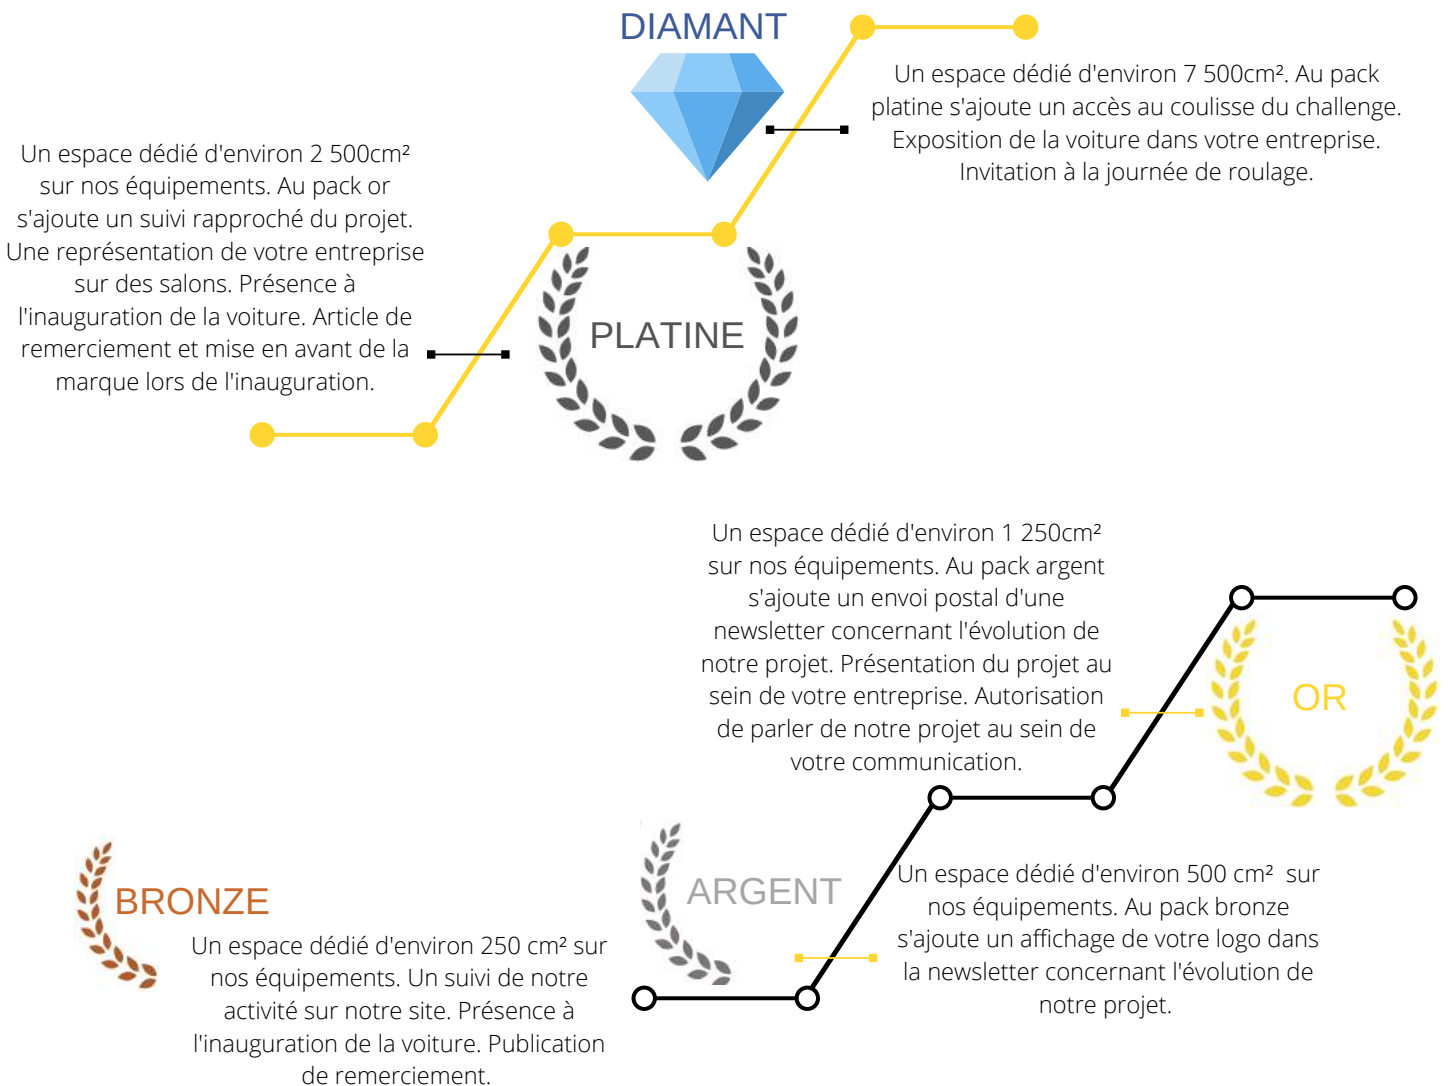 DIAMANT
Un espace dédié d'environ 7 500cm². Au pack
platine s'ajoute un accès au coulisse du challenge.
Exposition de la voiture dans votre entreprise.
Invitation à la journée de roulage.
Un espace dédié d'environ 2 500cm²
sur nos équipements. Au pack or
s'ajoute un suivi rapproché du projet.
Une représentation de votre entreprise
sur des salons. Présence à
l'inauguration de la voiture. Article de
remerciement et mise en avant de la
marque lors de l'inauguration.
PLATINE
Un espace dédié d'environ 1 250cm²
sur nos équipements. Au pack argent
s'ajoute un envoi postal d'une
newsletter concernant l'évolution de
notre projet. Présentation du projet au
sein de votre entreprise. Autorisation
de parler de notre projet au sein de
votre communication.
OR
BRONZE
Un espace dédié d'environ 250 cm² sur
nos équipements. Un suivi de notre
activité sur notre site. Présence à
l'inauguration de la voiture. Publication
de remerciement.
ARGENT
Un espace dédié d'environ 500 cm² sur
nos équipements. Au pack bronze
s'ajoute un affichage de votre logo dans
la newsletter concernant l'évolution de
notre projet.